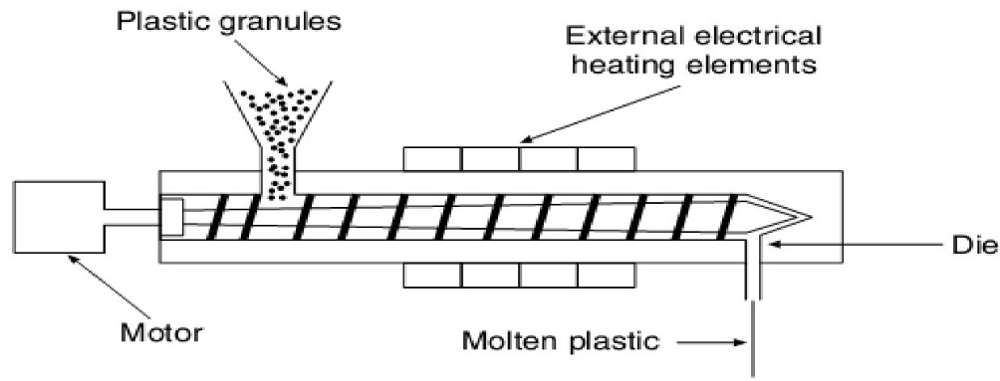 Plastic granules
External electrical
heating elements
Die
Motor
Molten plastic